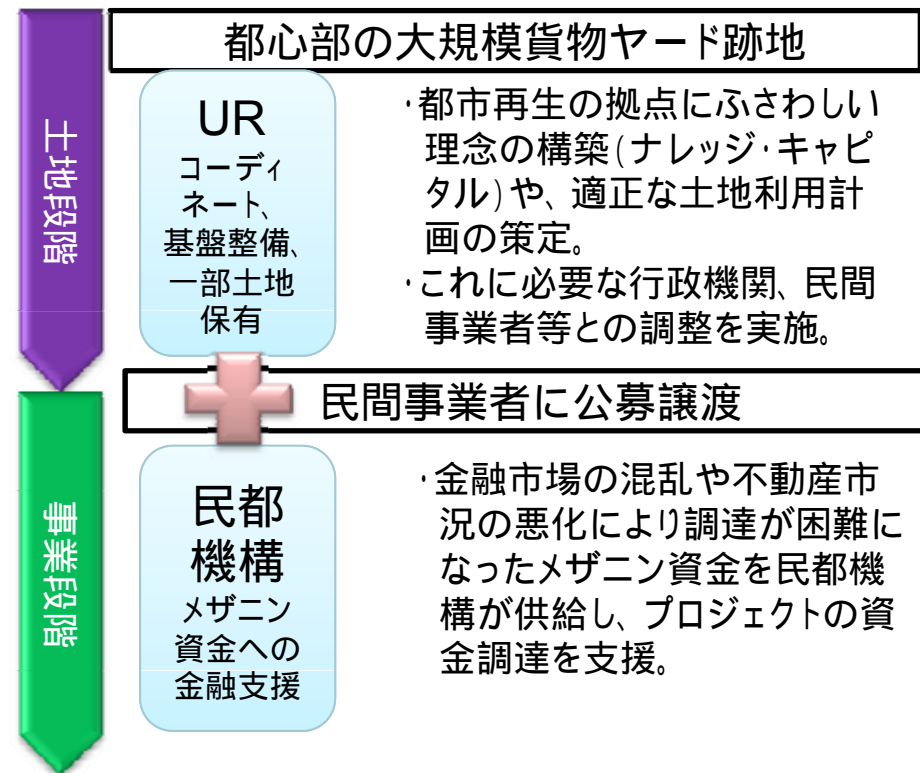 都心部の大規模貨物ヤード跡地
土地段階
UR
コーディ
ネート、
基盤整備、
一部土地
保有
・都市再生の拠点にふさわしい
理念の構築(ナレッジ・キャピ
タル)や、適正な土地利用計
画の策定。
・これに必要な行政機関、民間
事業者等との調整を実施。
民間事業者に公募譲渡
事業段階
民都
機構
メザニン
資金への
金融支援
・金融市場の混乱や不動産市
況の悪化により調達が困難に
なったメザニン資金を民都機
構が供給し、プロジェクトの資
金調達を支援。